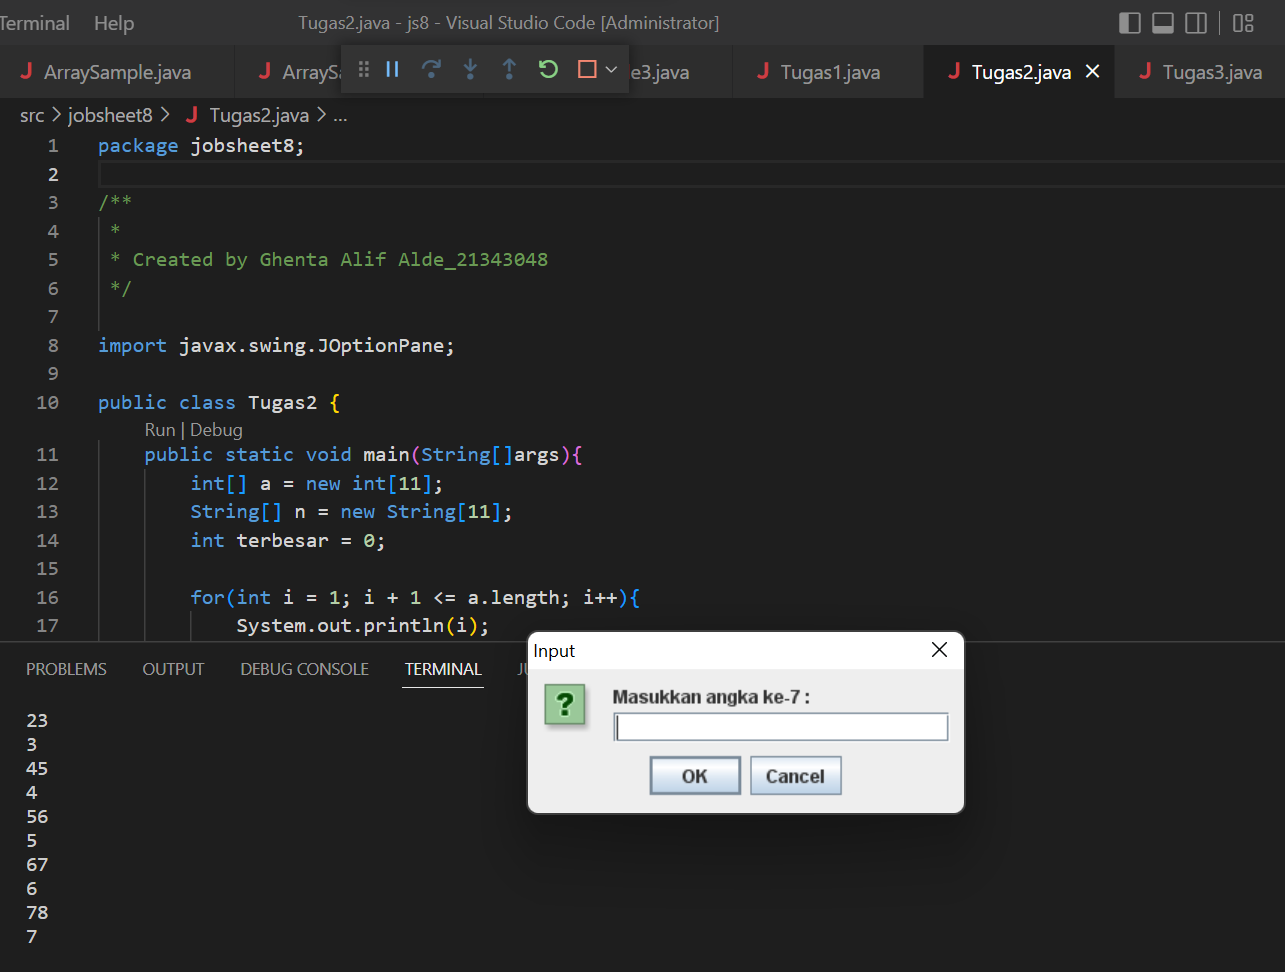 Terminal Help Tugas2.java - js8 - Visual Studio Code [Administrator]
ArraySample.java e3.java Tugas1.java Tugas2.java Tugas3.java
src > jobsheet8 > Tugas2.java > ...
1 package jobsheet8;
2
3 /**
4 *
5 * Created by Ghenta Alif Alde_21343048
6 */
7
8 import javax.swing.JOptionPane;
9
10 public class Tugas2 {
Run | Debug
11 public static void main(String[]args){
12 int[] a = new int[11];
13 String[] n = new String[11];
14 int terbesar = 0;
15
16 for(int i = 1; i + 1 <= a.length; i++){
17 System.out.println(i);
PROBLEMS OUTPUT DEBUG CONSOLE TERMINAL
23
3
45
4
56
5
67
6
78
7
Input
Masukkan angka ke-7 :
OK Cancel